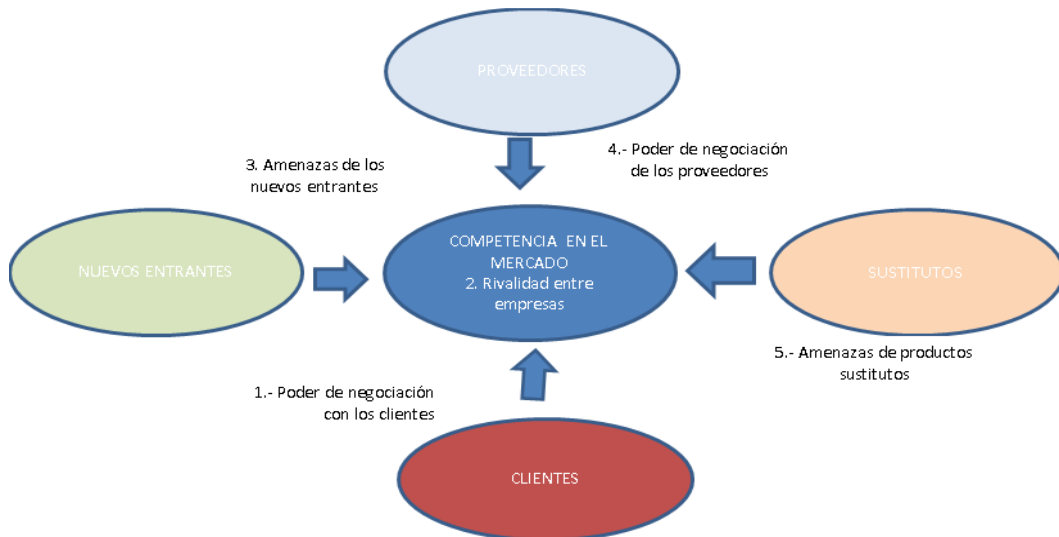 PROVEEDORES
3. Amenazas de los
nuevos entrantes
4.- Poder de negociación
de los proveedores
NUEVOS ENTRANTES
COMPETENCIA EN EL
MERCADO
2. Rivalidad entre
empresas
SUSTITUTOS
5.- Amenazas de productos
sustitutos
1.- Poder de negociación
con los clientes
CLIENTES